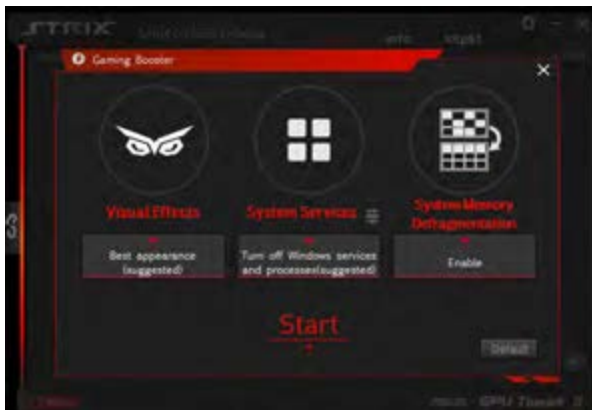 STRIX
Info
Gaming Booster
Visual Effects
System Services
System Memory
Defragmentation
Best appearance
(suggested)
Turn off Windows services
and processes(suggested)
Enable
Start
Default
GPU Tweak II